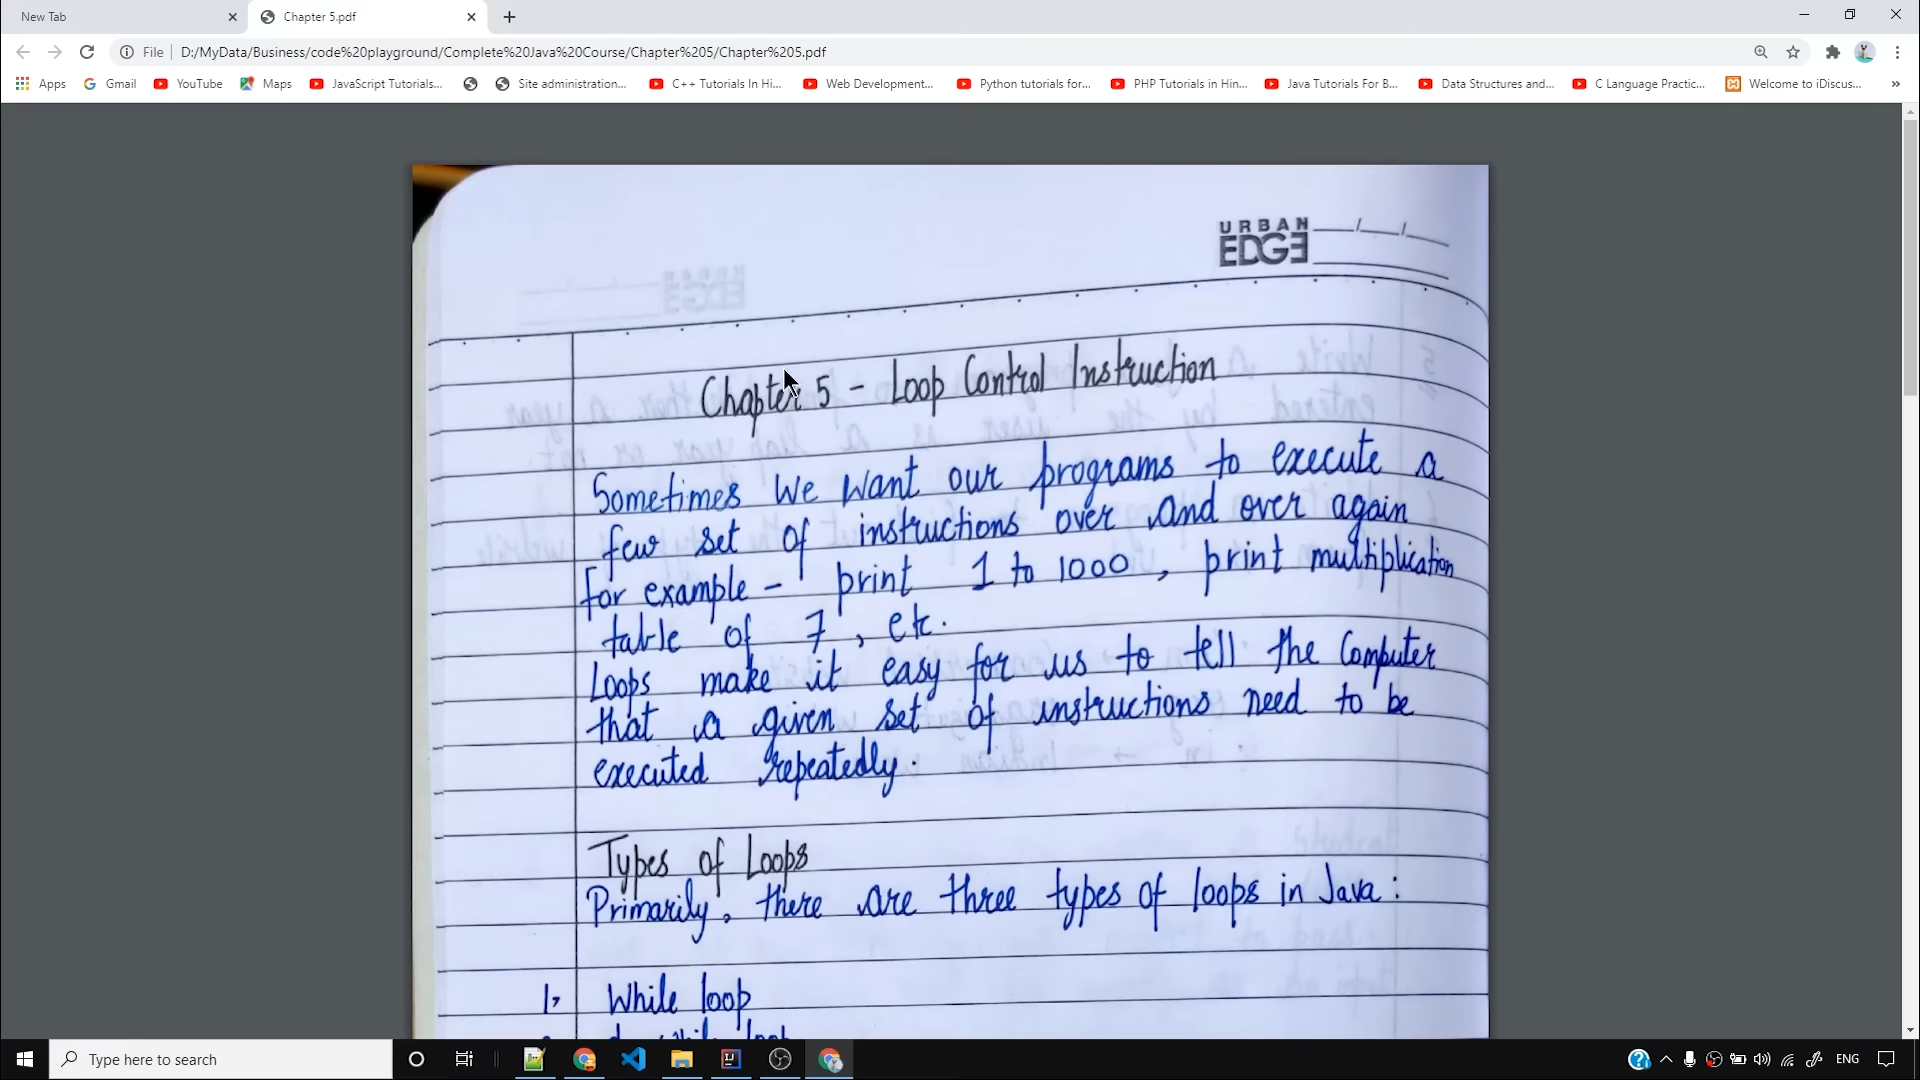 New Tab
Chapter 5.pdf
File
D:/MyData/Business/code%20playground/Complete%20Java%20Course/Chapter%205/Chapter%205.pdf
Apps
Gmail
YouTube
Maps
JavaScript Tutorials...
Site administration...
C++ Tutorials In Hi...
Web Development...
Python tutorials for...
PHP Tutorials in Hin...
Java Tutorials For B...
Data Structures and...
C Language Practic...
Welcome to iDiscus...
»
URBAN
EDGE
Chapter 5 - Loop Control Instruction
Sometimes we want our programs to execute a
few set of instructions over and over again
for example - print 1 to 1000, print multiplication
table of 7, etc.
Loops make it easy for us to tell the Computer
that a given set of instructions need to be
executed repeatedly.
Types of Loops
Primarily, there are three types of loops in Java:
1. While loop
Type here to search
ENG